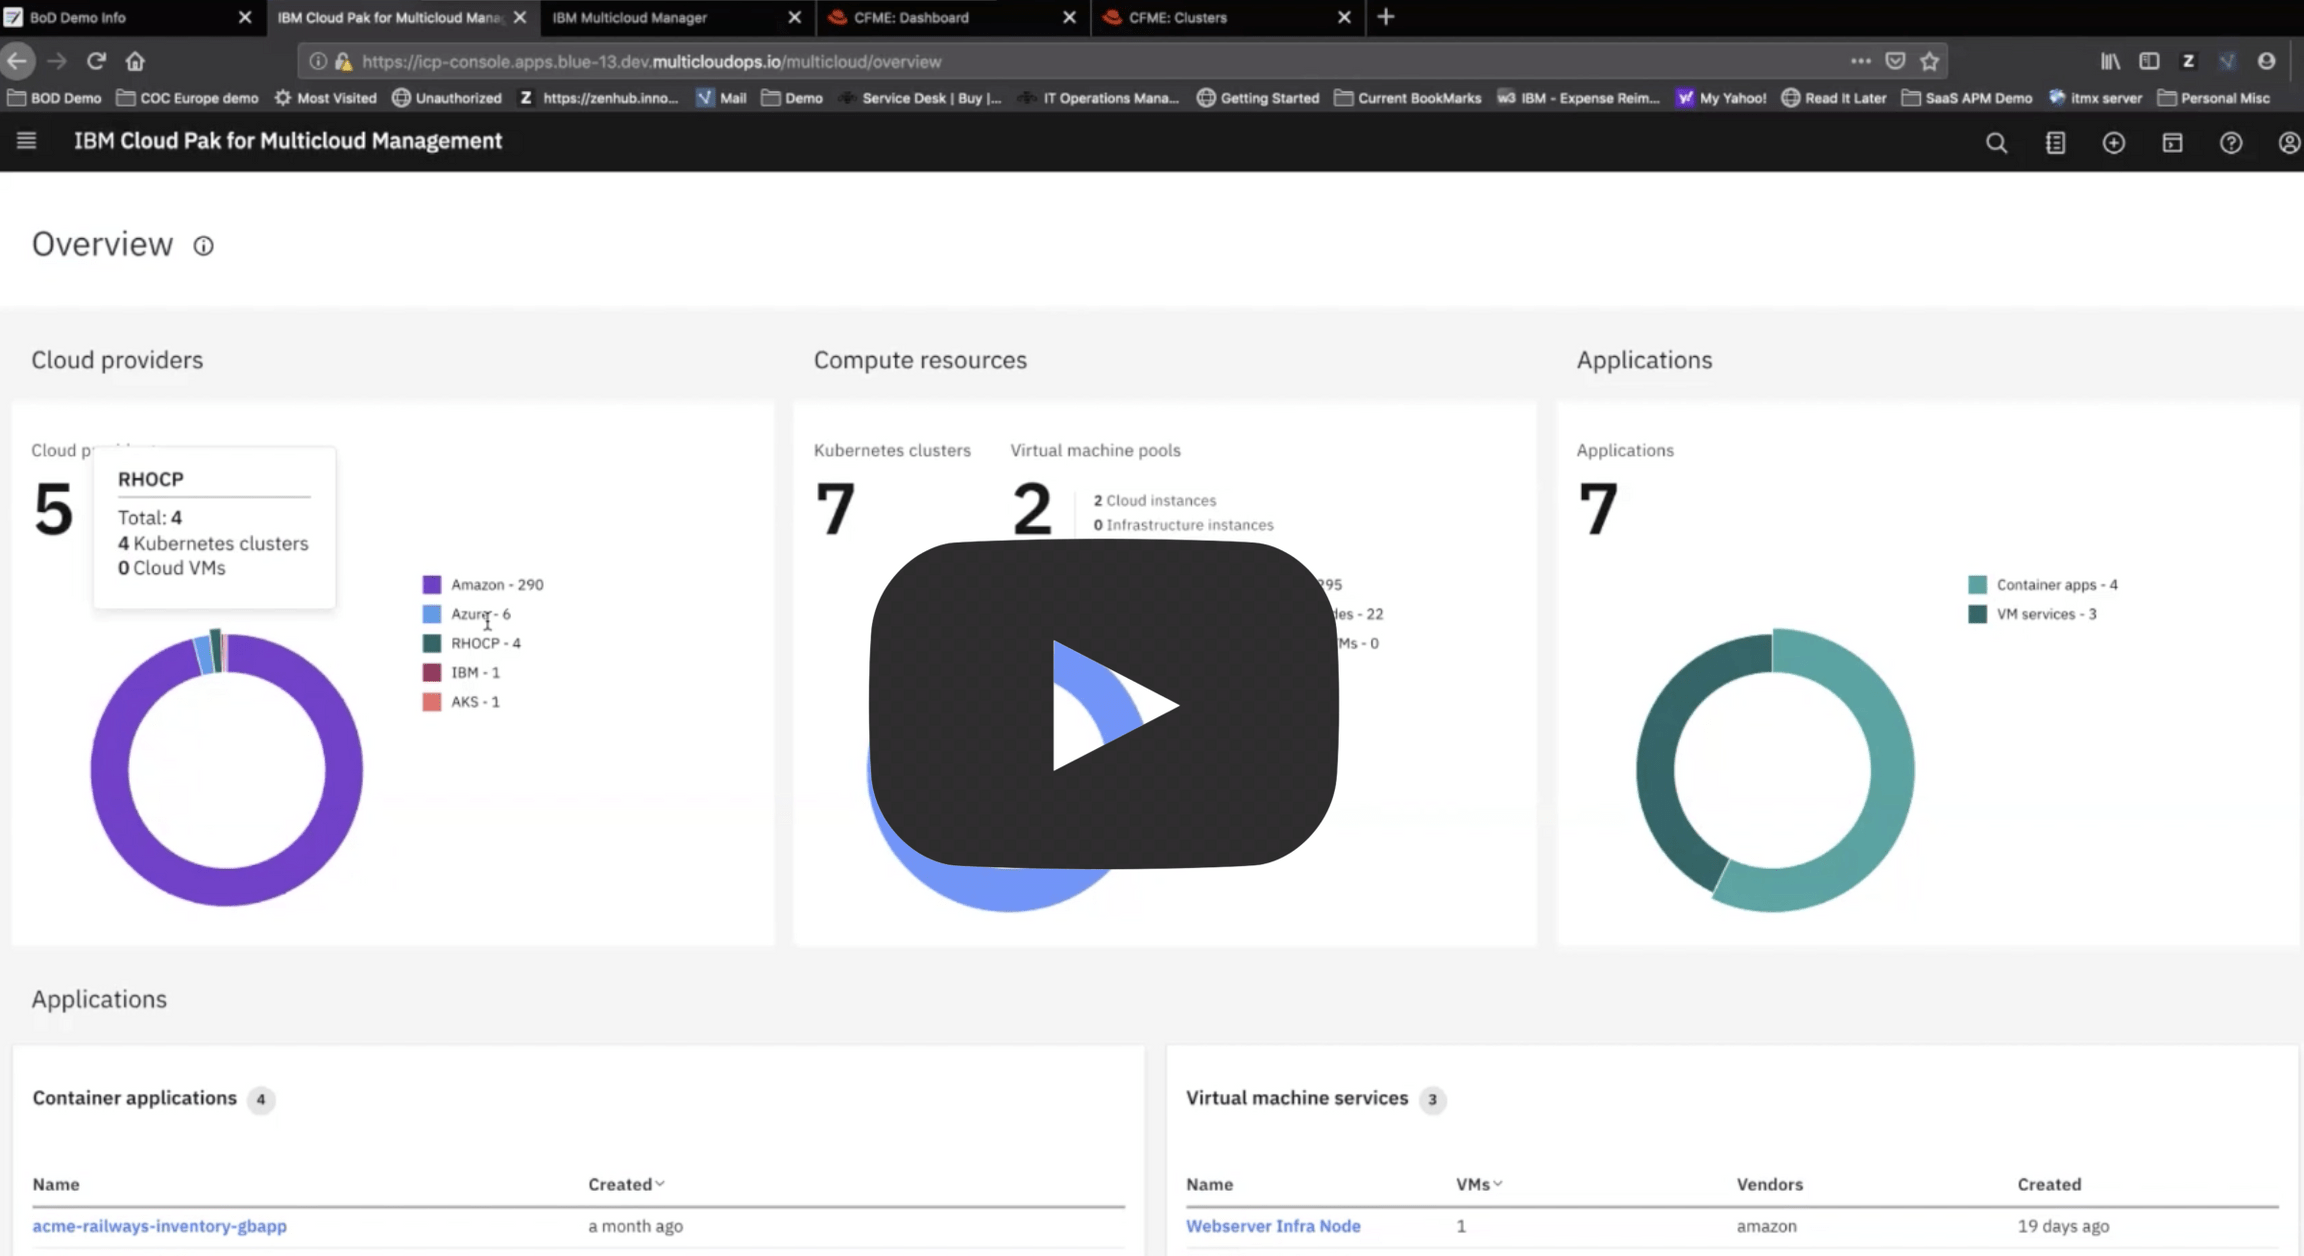 BoD Demo Info
IBM Cloud Pak for Multicloud Mana
IBM Multicloud Manager
CFME: Dashboard
CFME: Clusters
https://icp-console.apps.blue-13.dev.multicloudops.io/multicloud/overview
BOD Demo
COC Europe demo
Most Visited
Unauthorized
Z https://zenhub.inno...
Mail
Demo
Service Desk | Buy |...
IT Operations Mana...
Getting Started
Current BookMarks
w3 IBM - Expense Reim...
My Yahoo!
Read It Later
SaaS APM Demo
itmx server
Personal Misc
IBM Cloud Pak for Multicloud Management
Overview
Cloud providers
Compute resources
Applications
Cloud p
5
RHOCP
Total: 4
4 Kubernetes clusters
0 Cloud VMs
Amazon - 290
Azure - 6
RHOCP - 4
IBM - 1
AKS - 1
Kubernetes clusters
7
Virtual machine pools
2
2 Cloud instances
0 Infrastructure instances
295
des - 22
Ms - 0
Applications
7
Container apps - 4
VM services - 3
Applications
Container applications 4
Name Created
acme-railways-inventory-gbapp a month ago
Virtual machine services 3
Name VMs Vendors Created
Webserver Infra Node 1 amazon 19 days ago